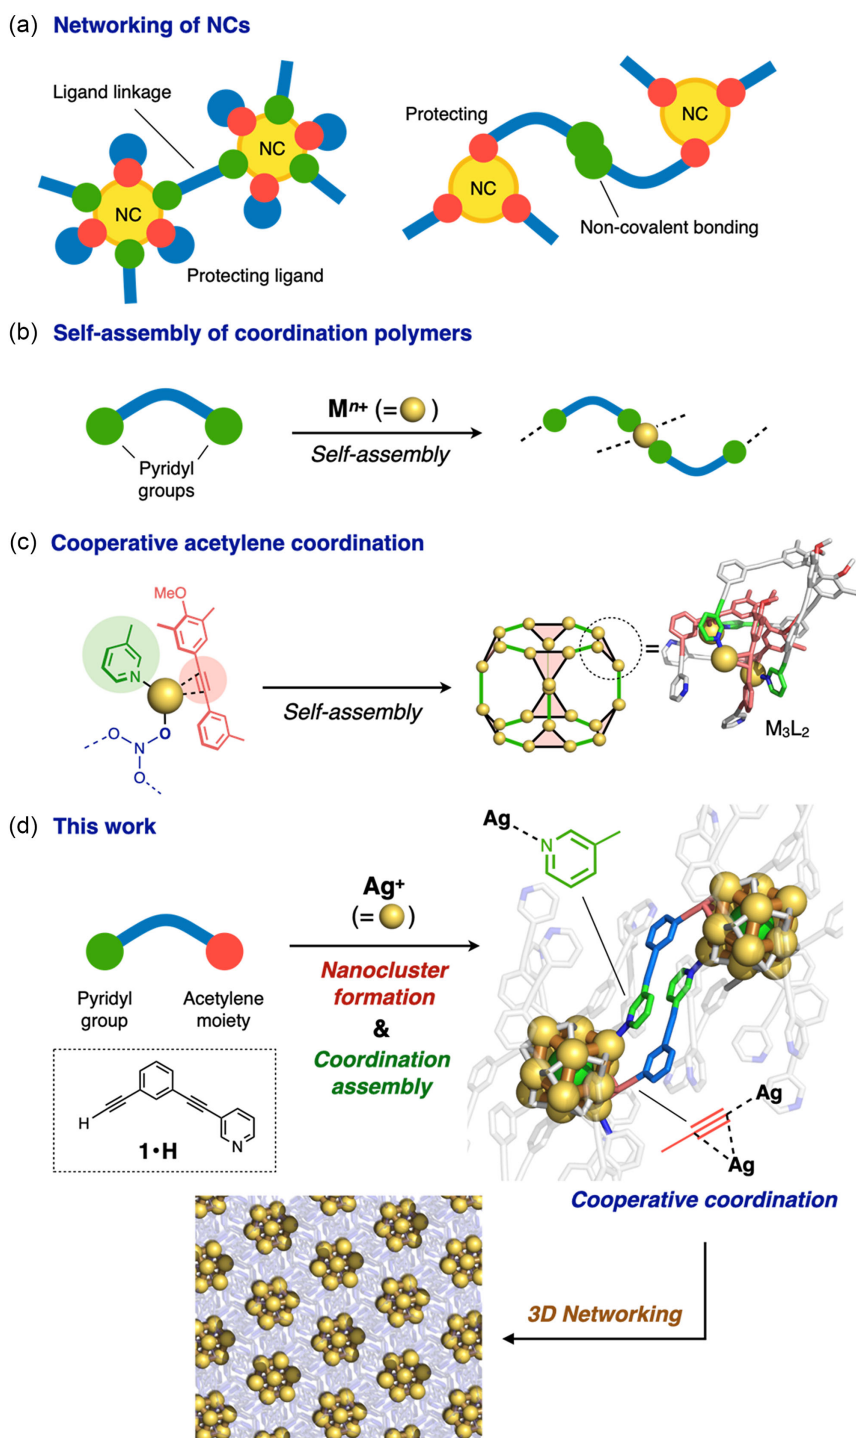 (a) Networking of NCs
Ligand linkage
NC
NC
Protecting ligand
Protecting
NC
NC
Non-covalent bonding
(b) Self-assembly of coordination polymers
Pyridyl
groups
Mⁿ⁺ (= )
Self-assembly
(c) Cooperative acetylene coordination
MeO
N
O
O
N
O
Self-assembly
=
M₃L₂
(d) This work
Pyridyl
group
Acetylene
moiety
H
N
1•H
Ag⁺
(= )
Nanocluster
formation
&
Coordination
assembly
Ag
N
Ag
Ag
Cooperative coordination
3D Networking